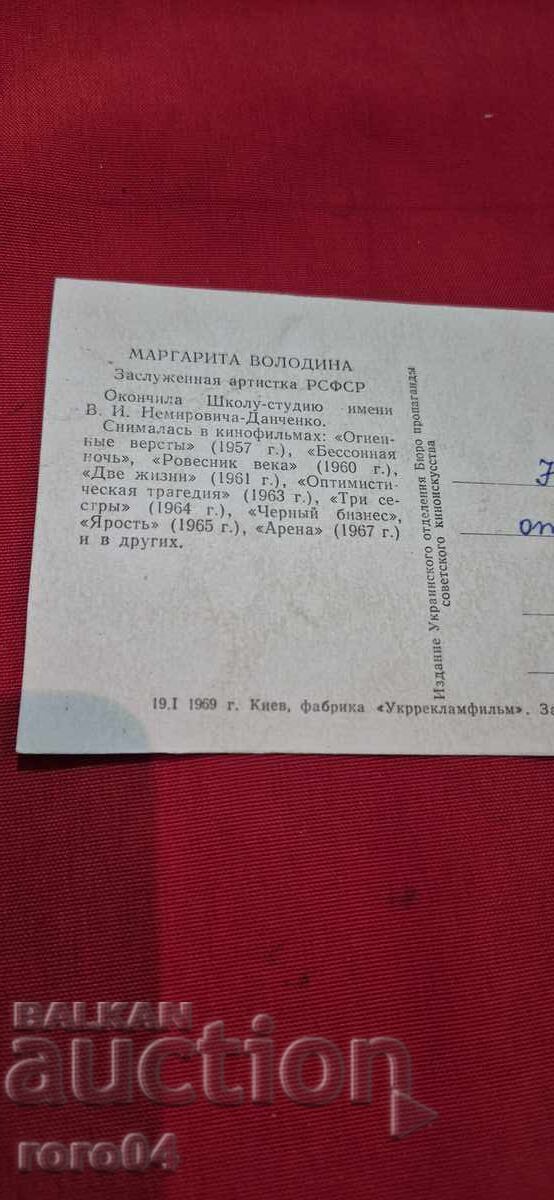 МАРГАРИТА ВОЛОДИНА
Заслуженная артистка РСФСР
Окончила Школу-студию имени
В. И. Немировича-Данченко.
Снималась в кинофильмах: «Огнен-
ные версты» (1957 г.), «Бессонная
ночь», «Ровесник века» (1960 г.),
«Две жизни» (1961 г.), «Оптимисти-
ческая трагедия» (1963 г.), «Три се-
стры» (1964 г.), «Черный бизнес»,
«Ярость» (1965 г.), «Арена» (1967 г.)
и в других.
Издание Украинского отделения Бюро пропаганды
советского киноискусства
от
19.I 1969 г. Киев, фабрика «Укррекламфильм». За
BALKAN
auction
roro04